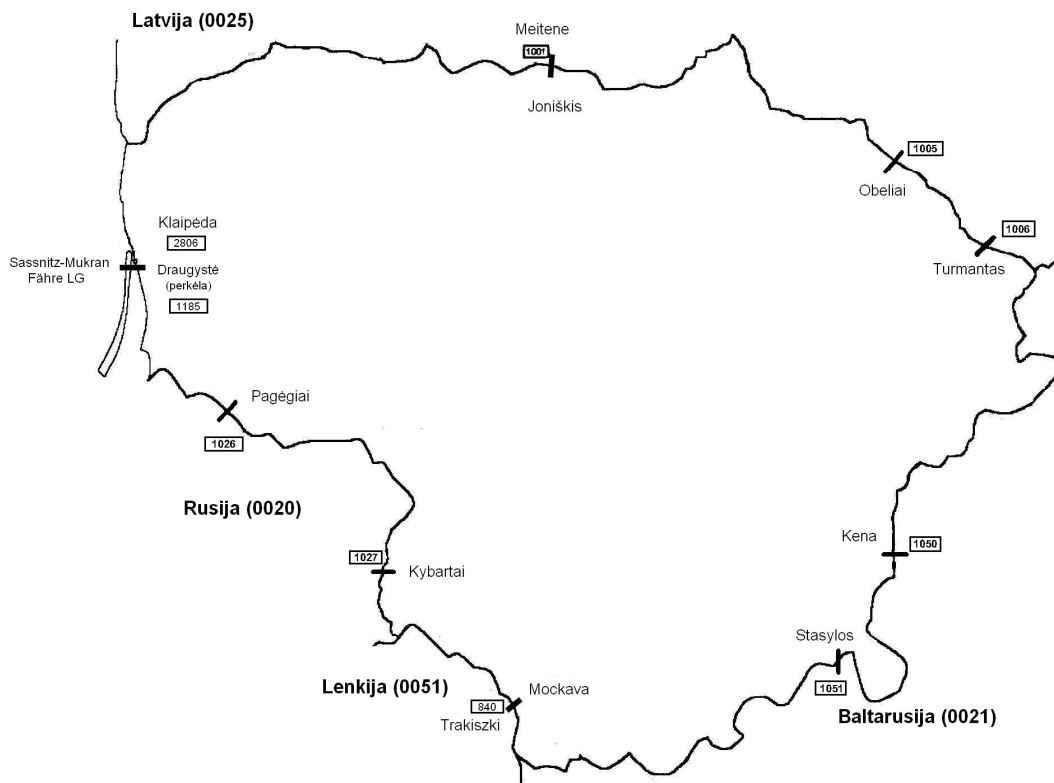 Latvija (0025)
Meitene
1001
Joniškis
1005
Obeliai
1006
Turmantas
Klaipėda
2806
Sassnitz-Mukran
Fähre LG
Draugystė
(perkėla)
1185
Pagėgiai
1026
Rusija (0020)
1027
Kybartai
Kena
1050
Stasylos
1051
Baltarusija (0021)
Lenkija (0051)
Mockava
840
Trakiszki